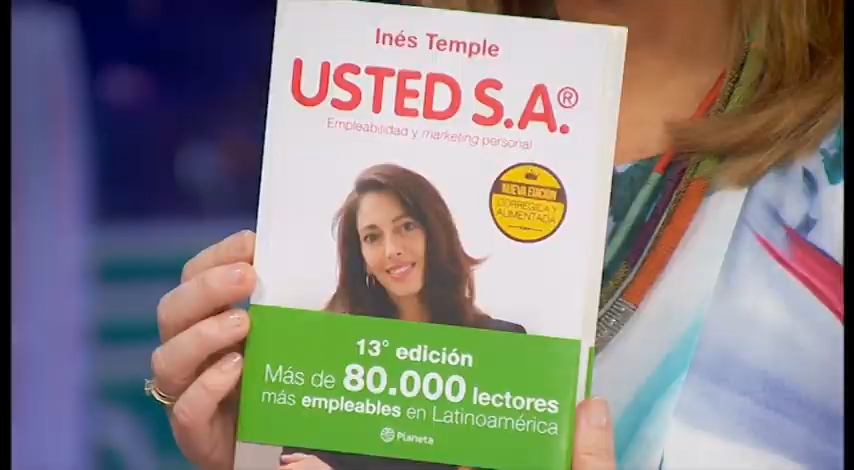 Inés Temple
USTED S.A.®
Empleabilidad y marketing personal
NUEVA EDICIÓN
CORREGIDA Y
AUMENTADA
13° edición
Más de 80.000 lectores
más empleables en Latinoamérica
Planeta